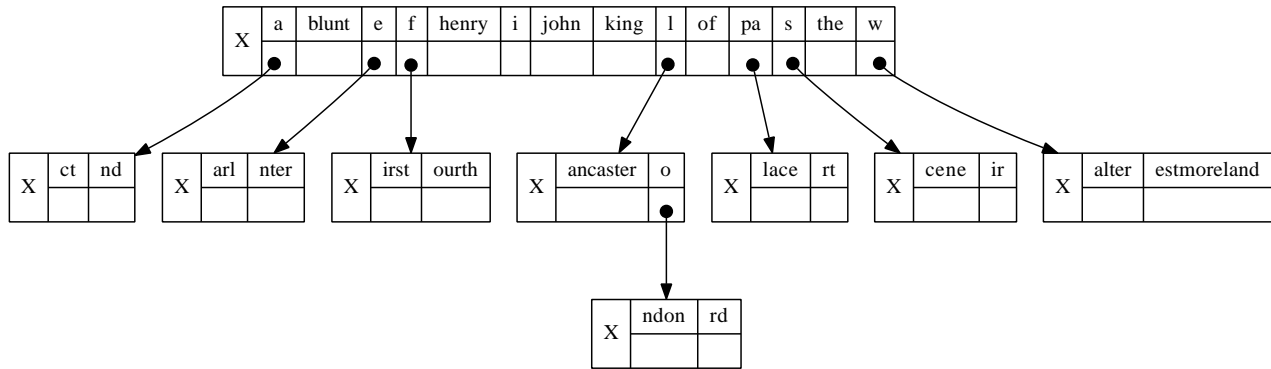 X a blunt e f henry i john king l of pa s the w
X ct nd X arl nter X irst ourth X ancaster o X lace rt X cene ir X alter estmoreland
X ndon rd